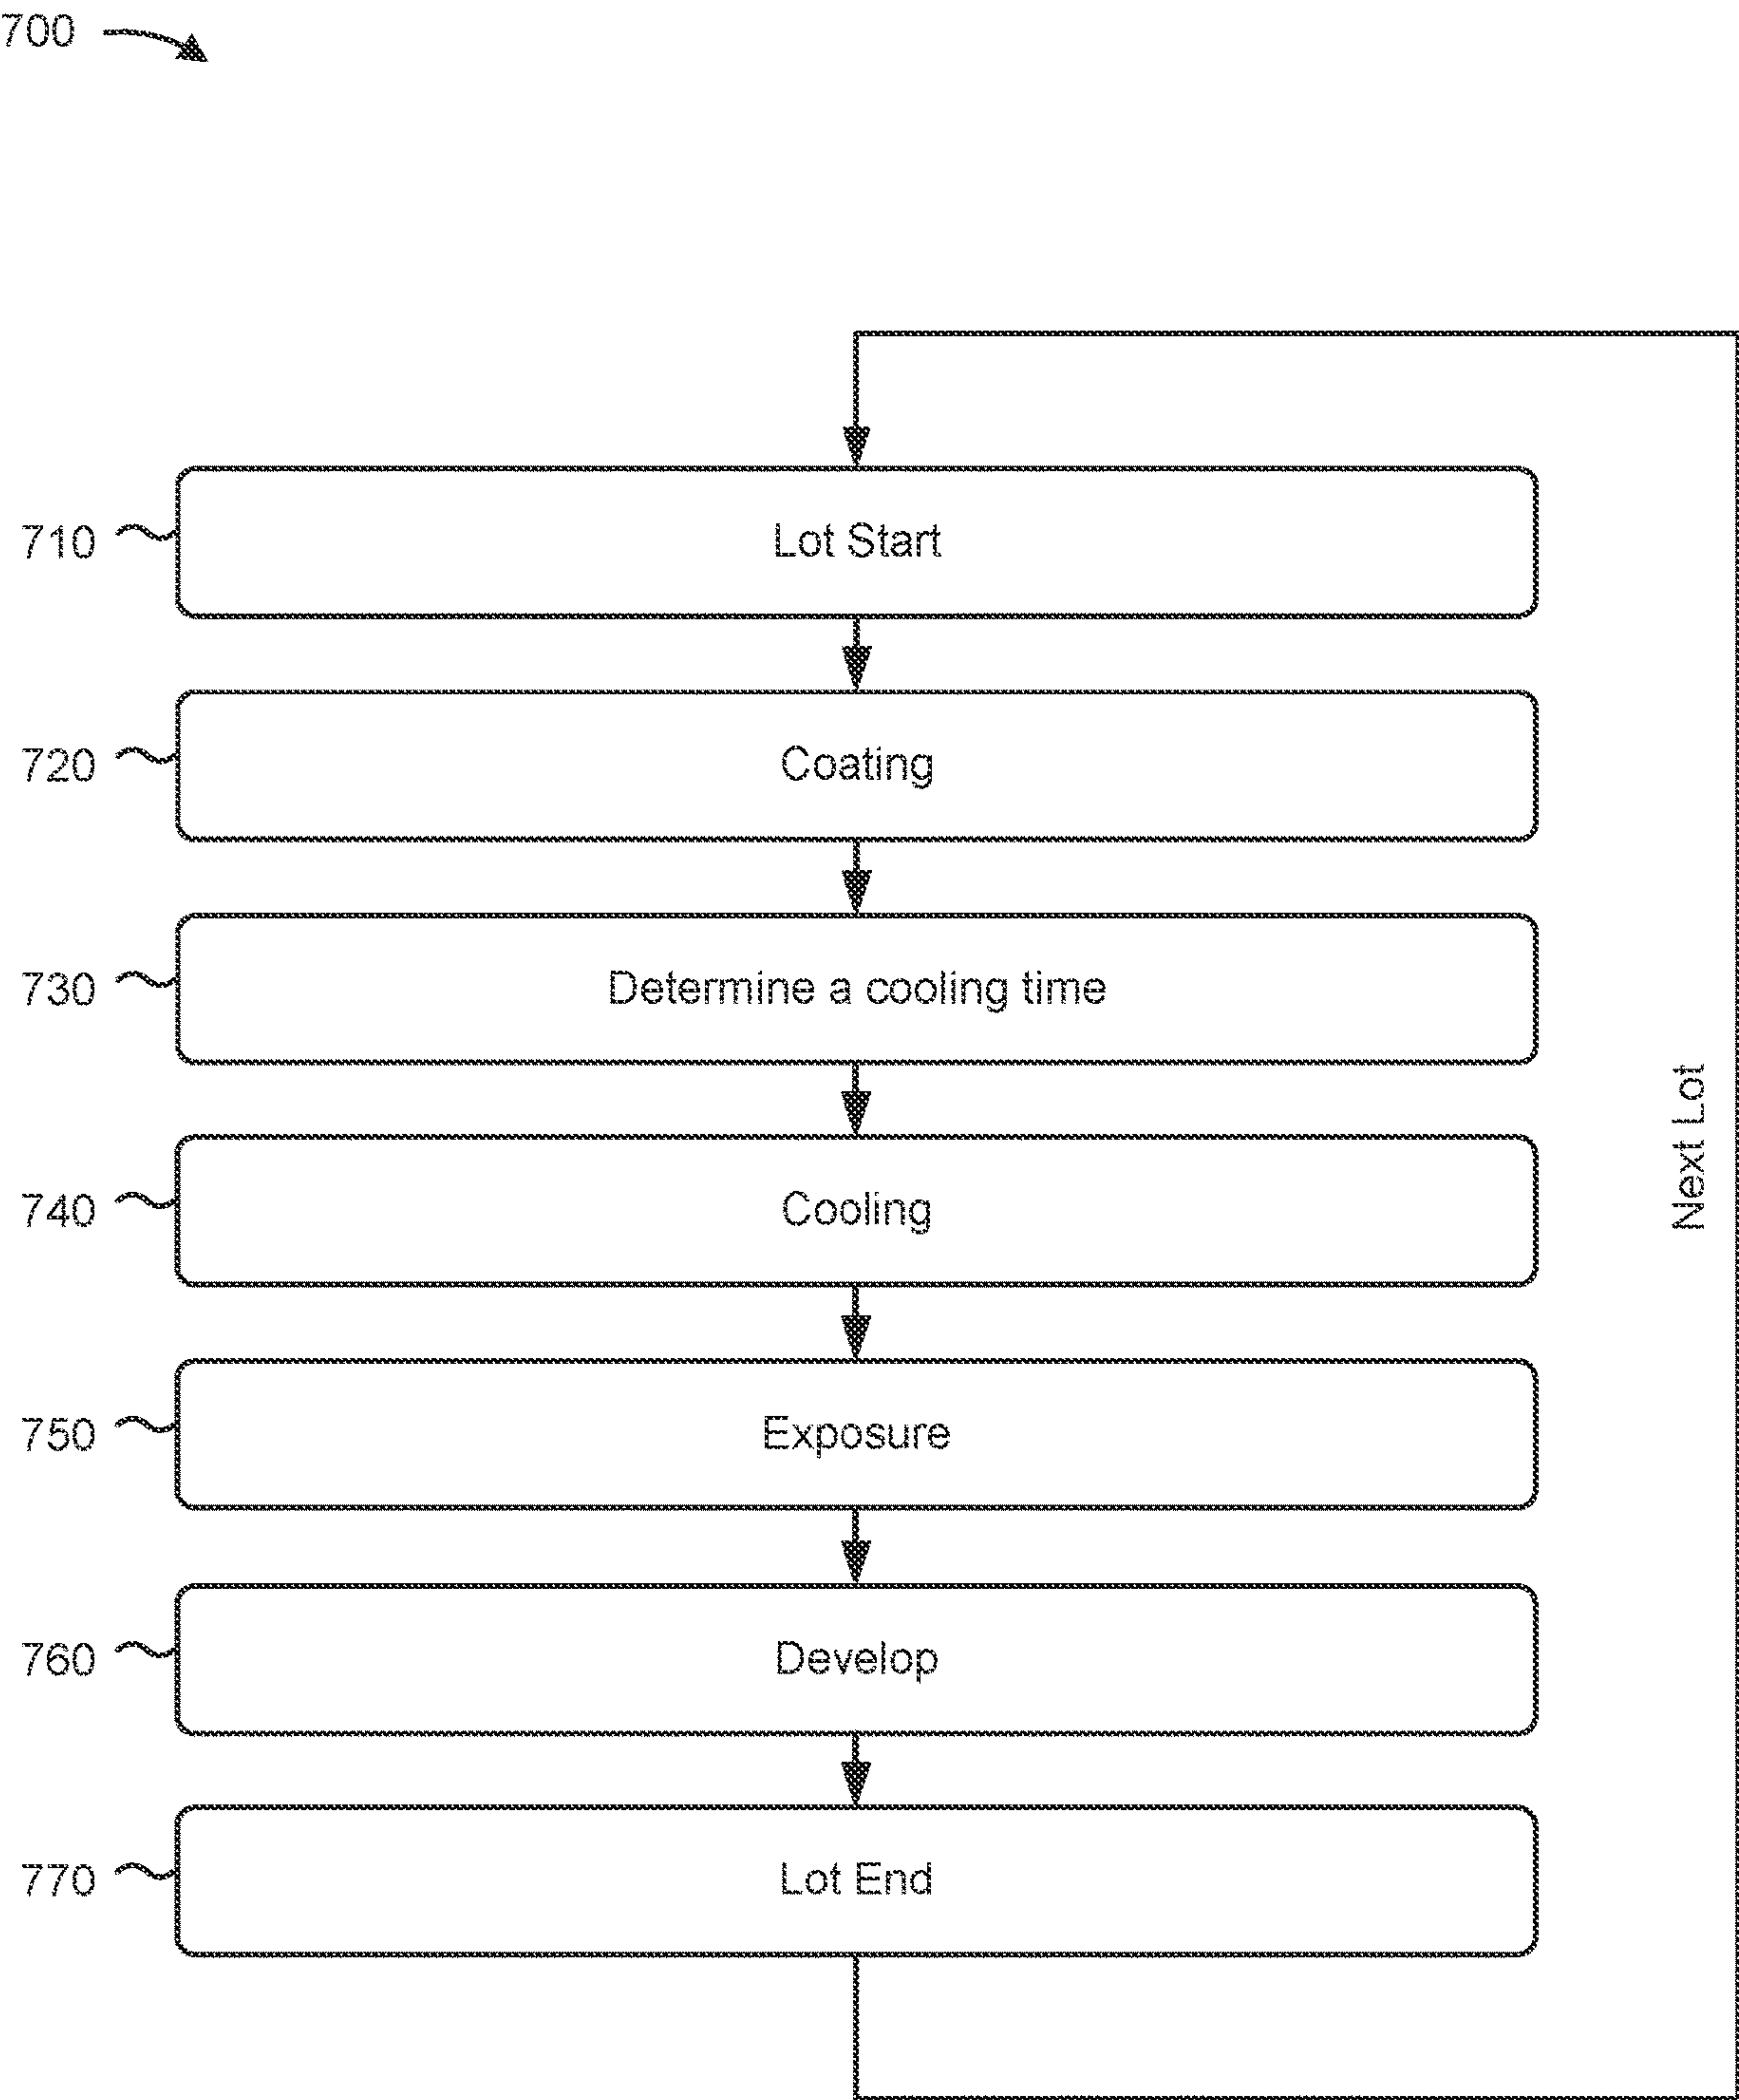 700
710
Lot Start
720
Coating
730
Determine a cooling time
740
Cooling
Next Lot
750
Exposure
760
Develop
770
Lot End